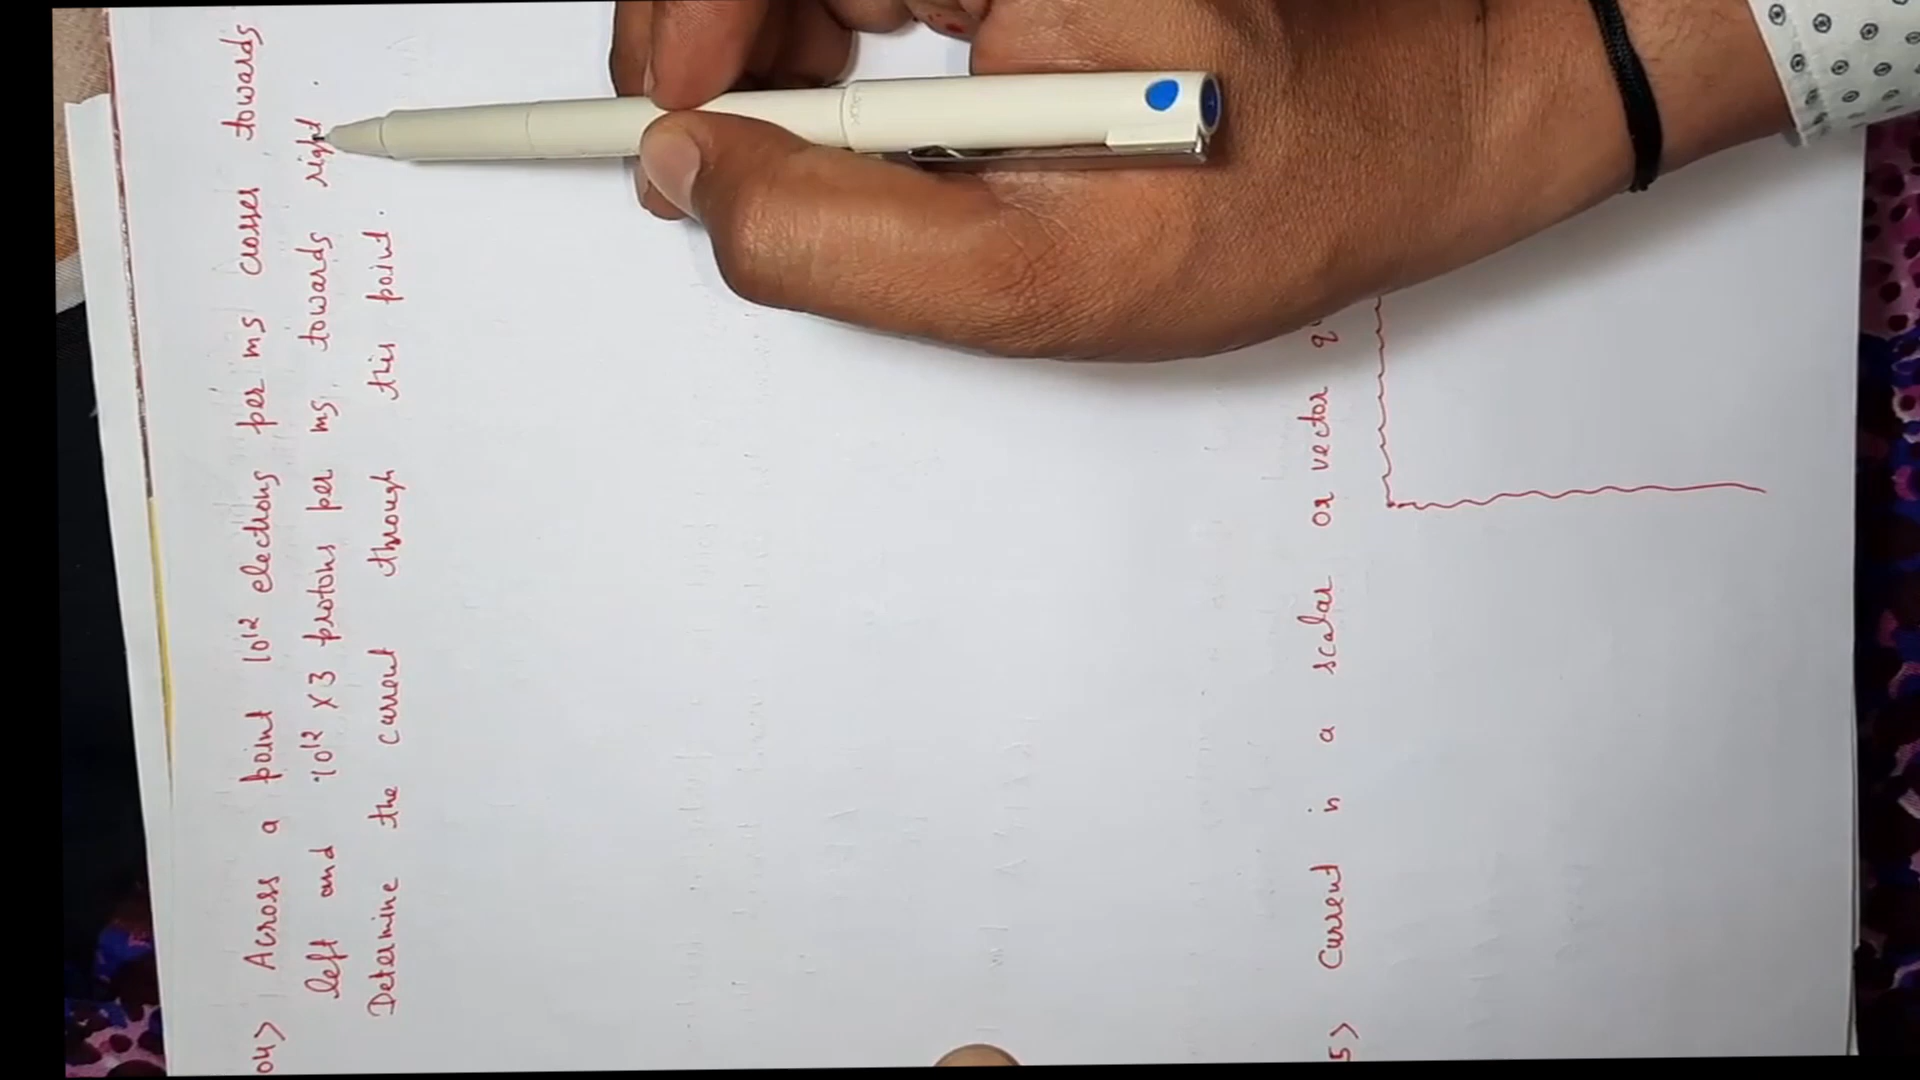 04> Across a point 10¹² electrons per ms crosses towards
left and 10¹² X 3 protons per ms, towards right.
Determine the current through this point.
5> Current is a scalar or vector